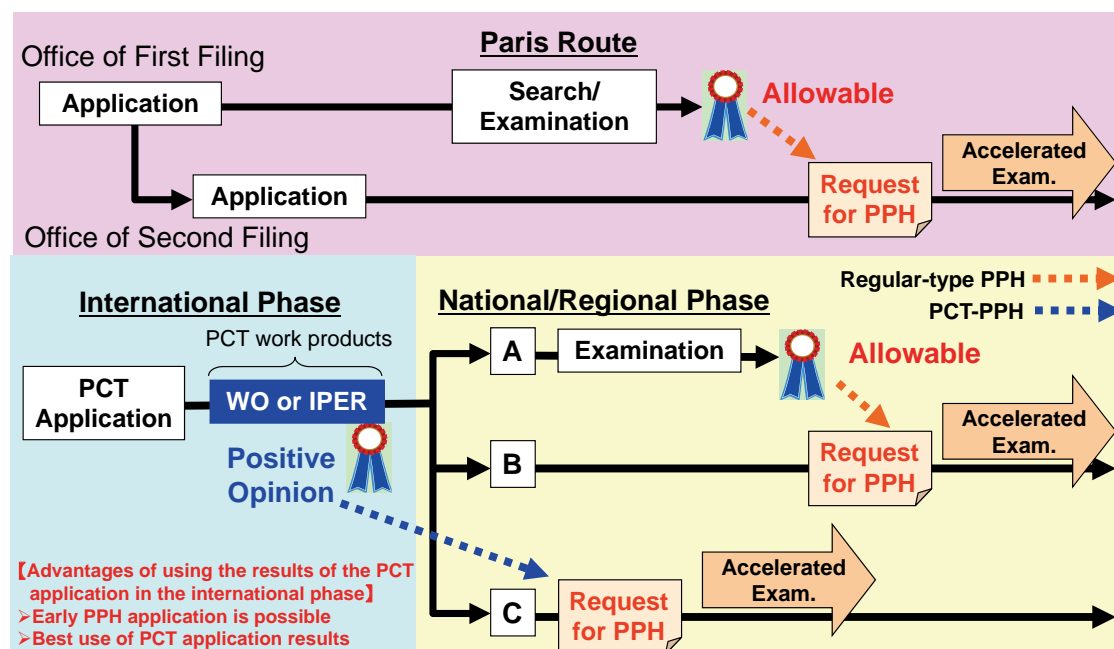 Paris Route
Office of First Filing
Application
Search/
Examination
Allowable
Accelerated
Exam.
Application
Request
for PPH
Office of Second Filing
International Phase
PCT work products
PCT
Application
WO or IPER
Positive
Opinion
【Advantages of using the results of the PCT
application in the international phase】
➢Early PPH application is possible
➢Best use of PCT application results
National/Regional Phase
Regular-type PPH
PCT-PPH
A
Examination
Allowable
B
Request
for PPH
Accelerated
Exam.
C
Request
for PPH
Accelerated
Exam.